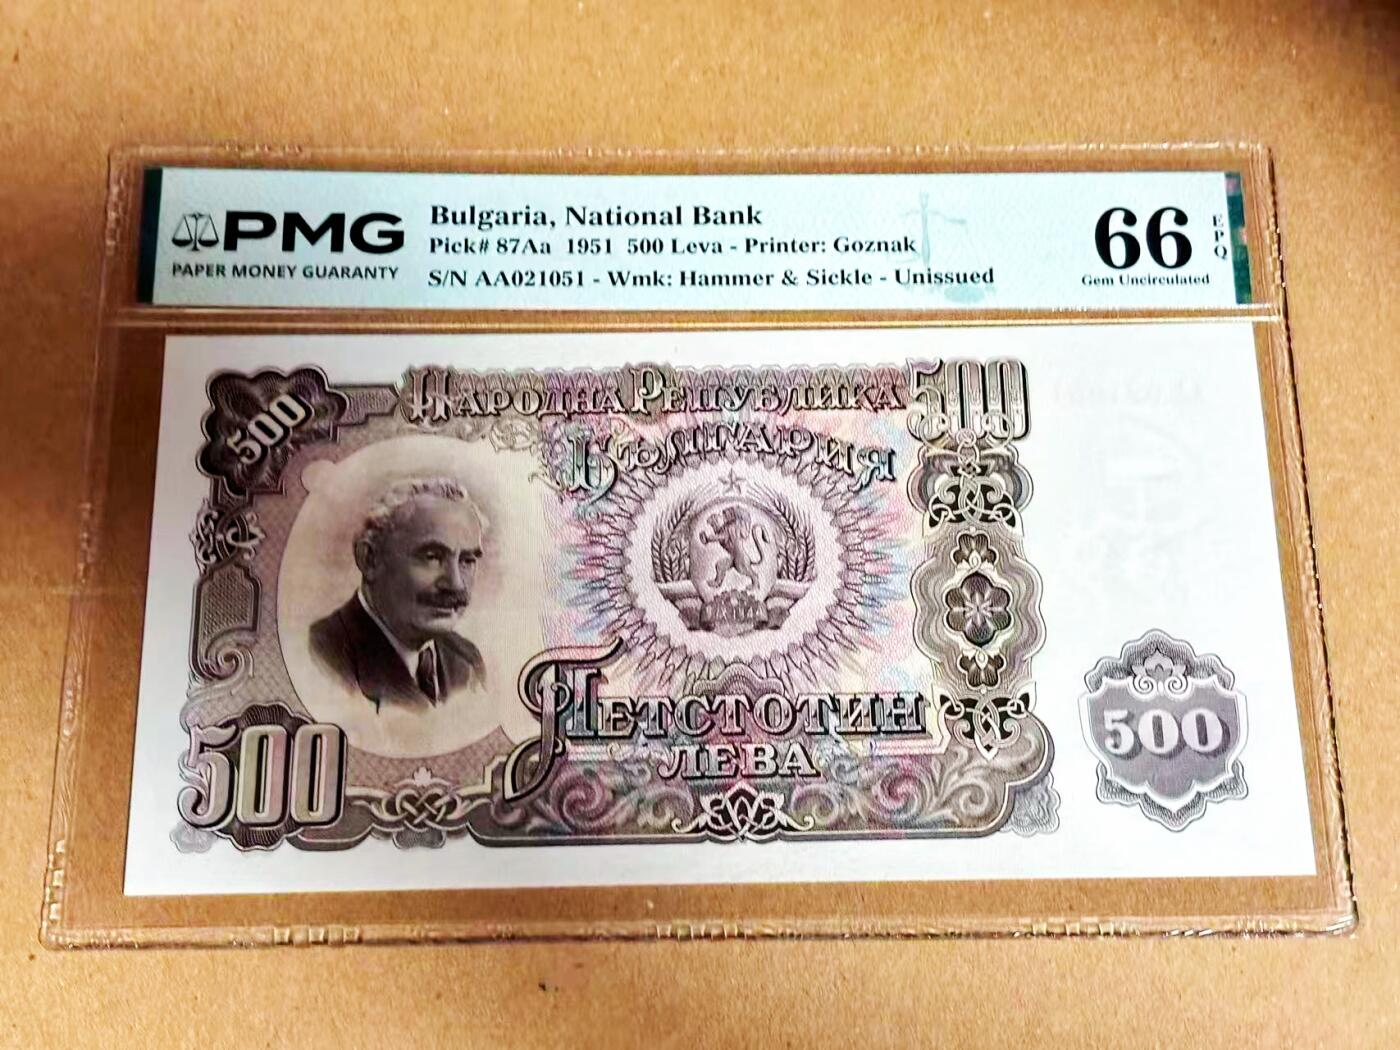 PMG
PAPER MONEY GUARANTY
Bulgaria, National Bank
Pick# 87Aa 1951 500 Leva - Printer: Goznak
S/N AA021051 - Wmk: Hammer & Sickle - Unissued
66
EPQ
Gem Uncirculated
500
Народна Република
500
България
Петстотин
лева
500
500